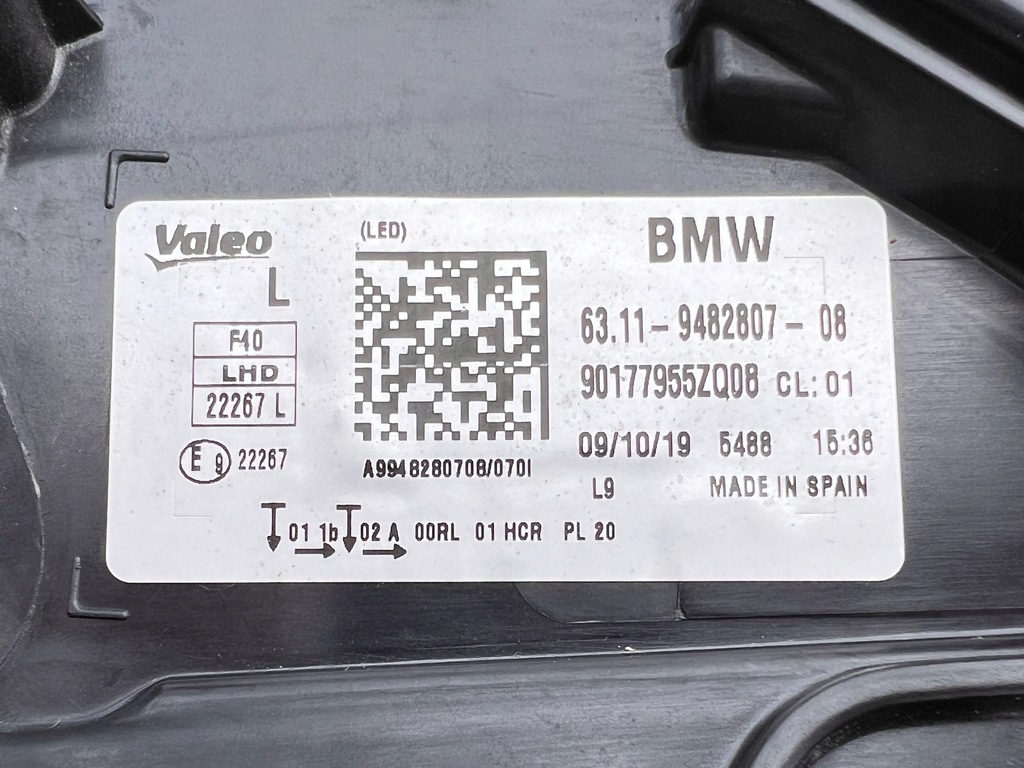 Valeo
L
F40
LHD
22267 L
E 9 22267
(LED)
A9948280708/0701
BMW
63.11-9482807-08
90177955ZQ08 CL:01
09/10/19 5488 15:36
L9 MADE IN SPAIN
01 1b 02 A 00RL 01 HCR PL 20